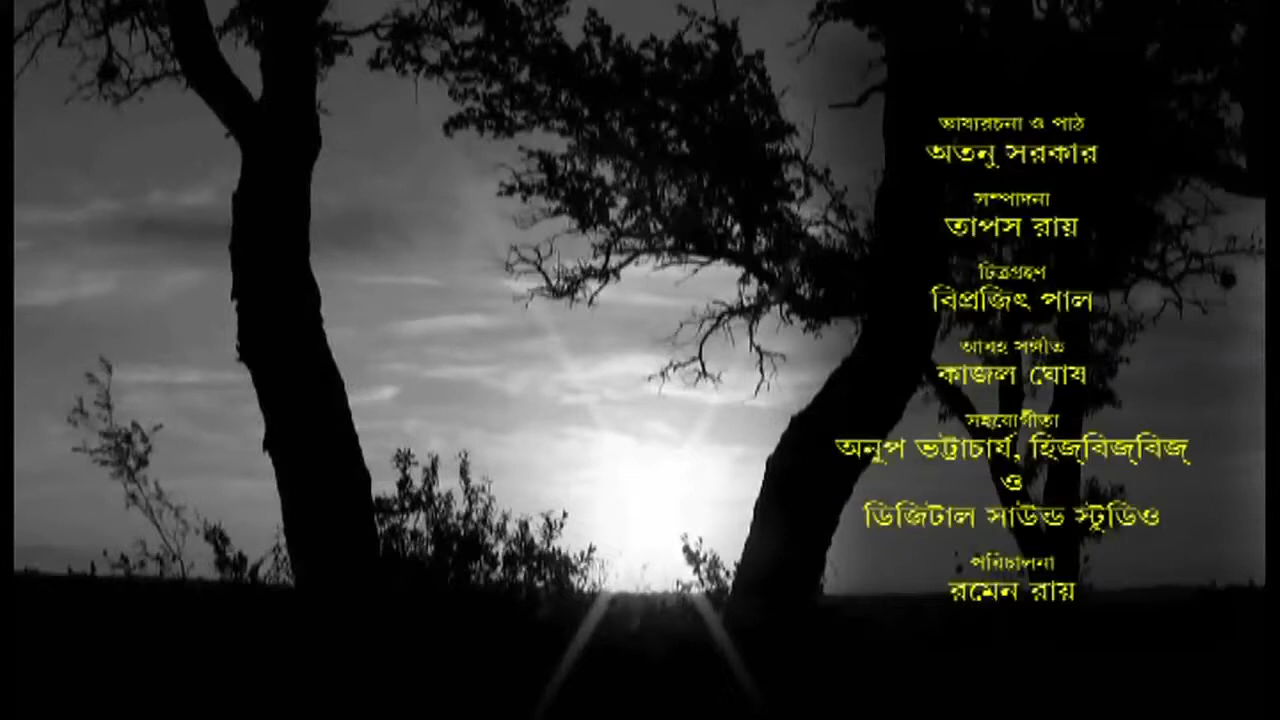 ভাষ্যরচনা ও পাঠ
অতনু সরকার
সম্পাদনা
তাপস রায়
চিত্রগ্রহণ
বিপ্রজিৎ পাল
আবহ সঙ্গীত
কাজল ঘোষ
সহযোগীতা
অনুপ ভট্টাচার্য, হিজ্‌বিজ্‌বিজ্‌
ও
ডিজিটাল সাউন্ড স্টুডিও
পরিচালনা
রমেন রায়